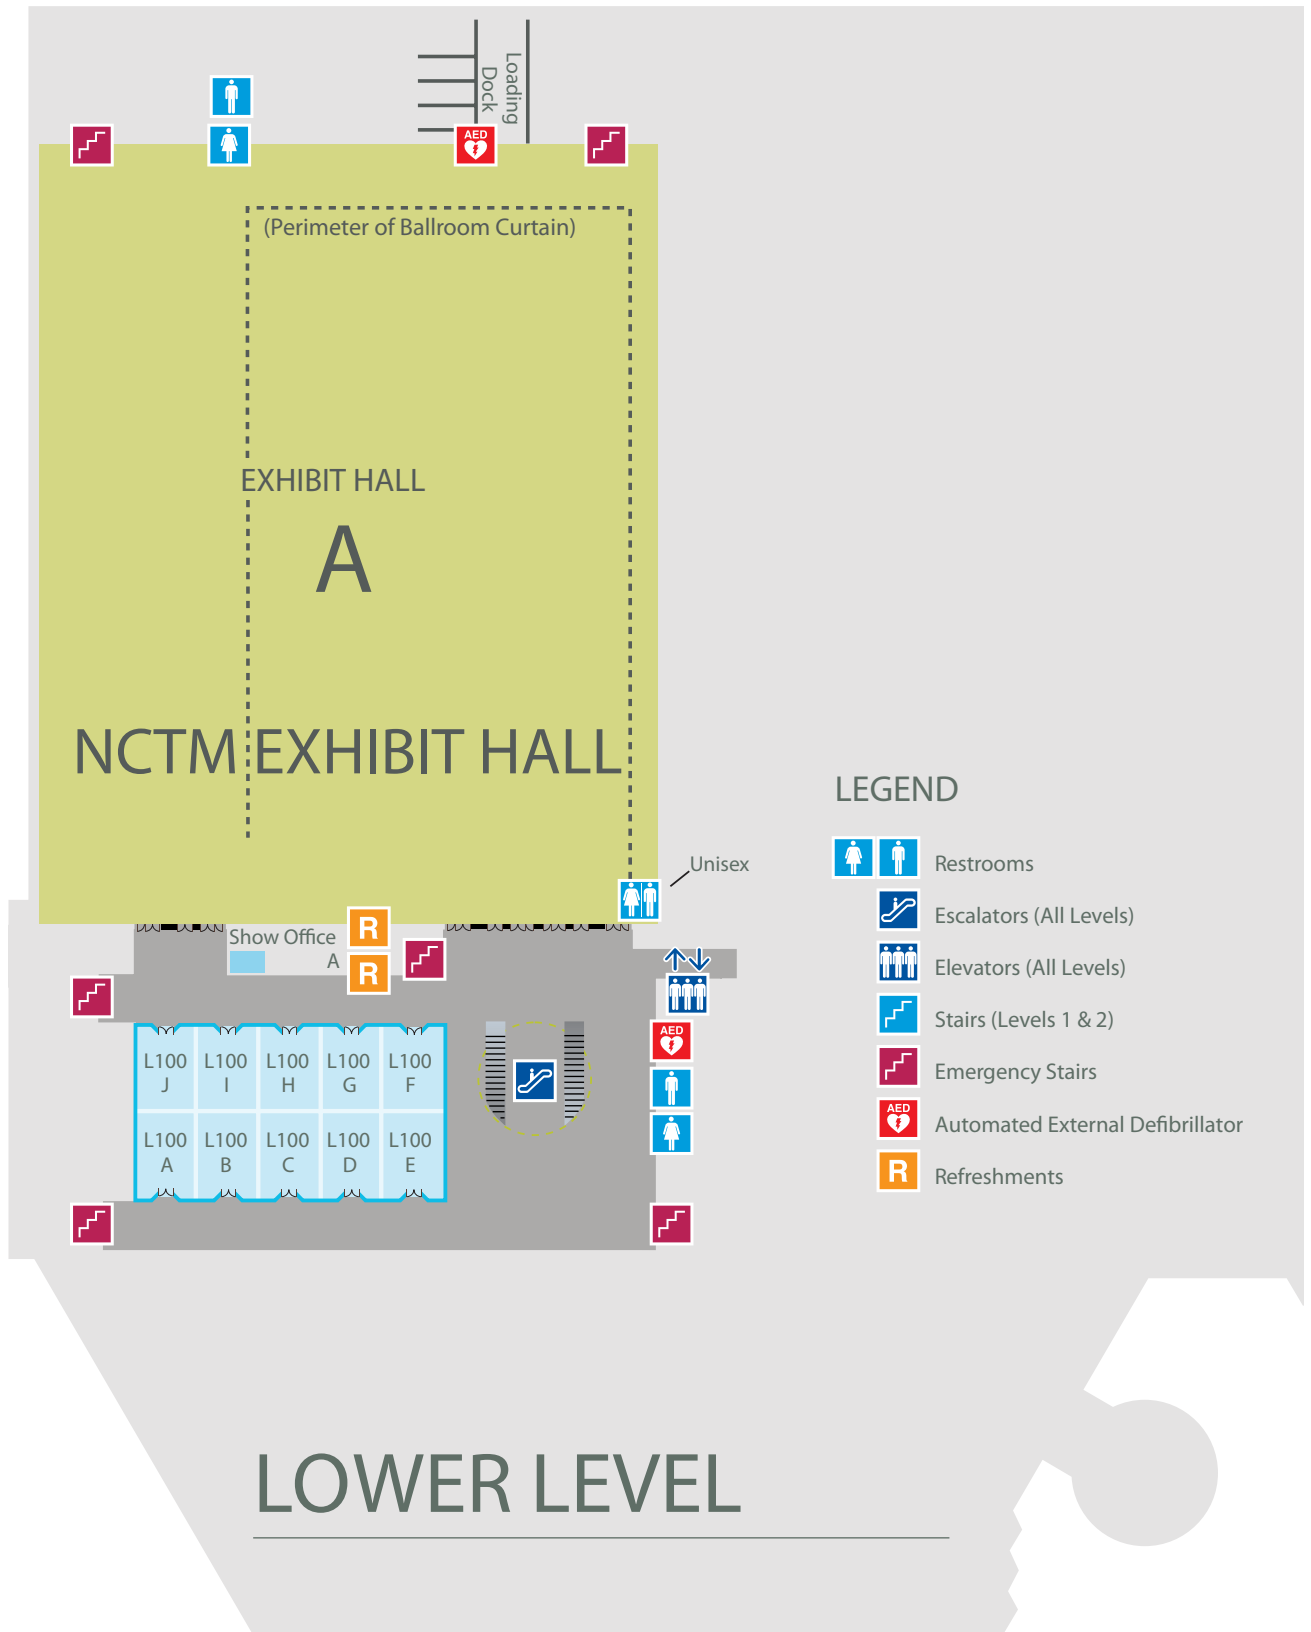 Loading
Dock
AED
(Perimeter of Ballroom Curtain)
EXHIBIT HALL
A
NCTM EXHIBIT HALL
LEGEND
Restrooms
Escalators (All Levels)
Elevators (All Levels)
Stairs (Levels 1 & 2)
Emergency Stairs
AED
Automated External Defibrillator
R
Refreshments
Unisex
Show Office
A
R
R
AED
L100
J
L100
I
L100
H
L100
G
L100
F
L100
A
L100
B
L100
C
L100
D
L100
E
LOWER LEVEL